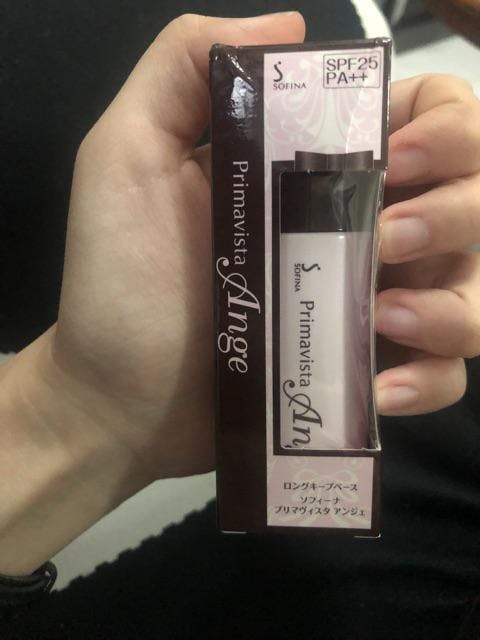 SOFINA
SPF25
PA++
Primavista
Ange
SOFINA
Primavista
An
ロングキープベース
ソフィーナ
プリマヴィスタ アンジェ